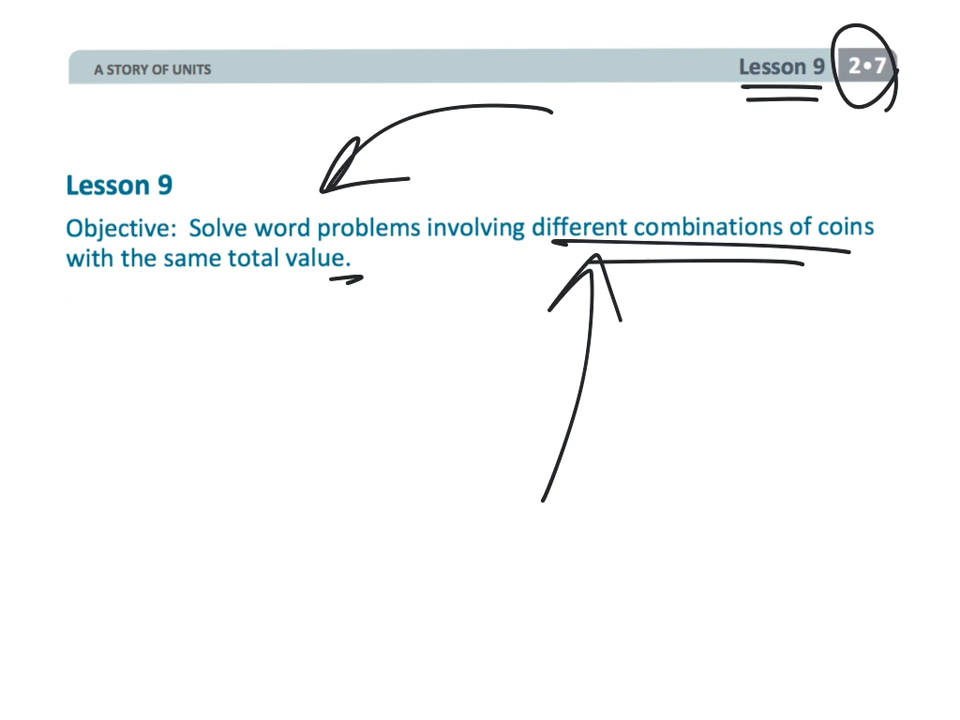 A STORY OF UNITS
Lesson 9 2•7
Lesson 9
Objective: Solve word problems involving different combinations of coins
with the same total value.